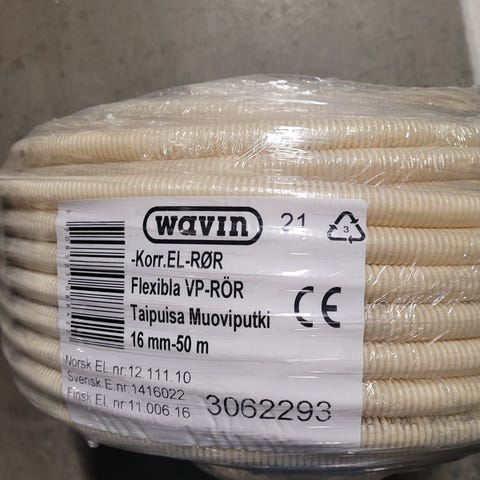 wavin 21 3
-Korr.EL-RØR
Flexibla VP-RÖR
Taipuisa Muoviputki
16 mm-50 m
Norsk EL.nr:12 111.10
Svensk E.nr:1416022
Finsk EL.nr:11.006.16
3062293